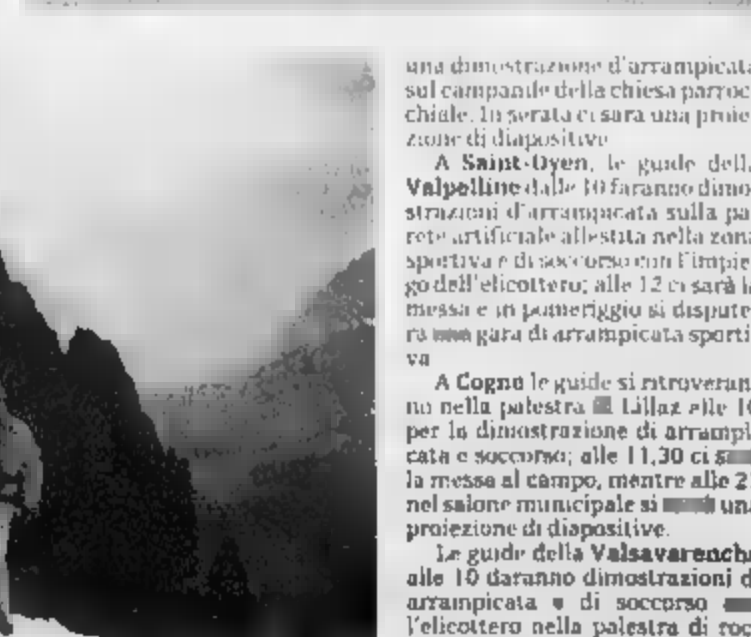 una dimostrazione d'arrampicata
sul campanile della chiesa parroc
chiale. In serata ci sarà una proie
zione di diapositive
A Saint-Oyen, le guide dell
Valpelline dalle 10 faranno dimo
strazioni d'arrampicata sulla pa
rete artificiale allestita nella zona
sportiva e di soccorso con l'impie
go dell'elicottero; alle 12 ci sarà la
messa e in pomeriggio si dispute
rà una gara di arrampicata sporti
va
A Cogne le guide si ritroveran
no nella palestra Lillaz alle 10
per la dimostrazione di arrampi
cata e soccorso; alle 11,30 ci
la messa al campo, mentre alle 21
nel salone municipale si una
proiezione di diapositive.
Le guide della Valsavarenche
alle 10 daranno dimostrazioni d
arrampicata e di soccorso
l'elicottero nella palestra di roc